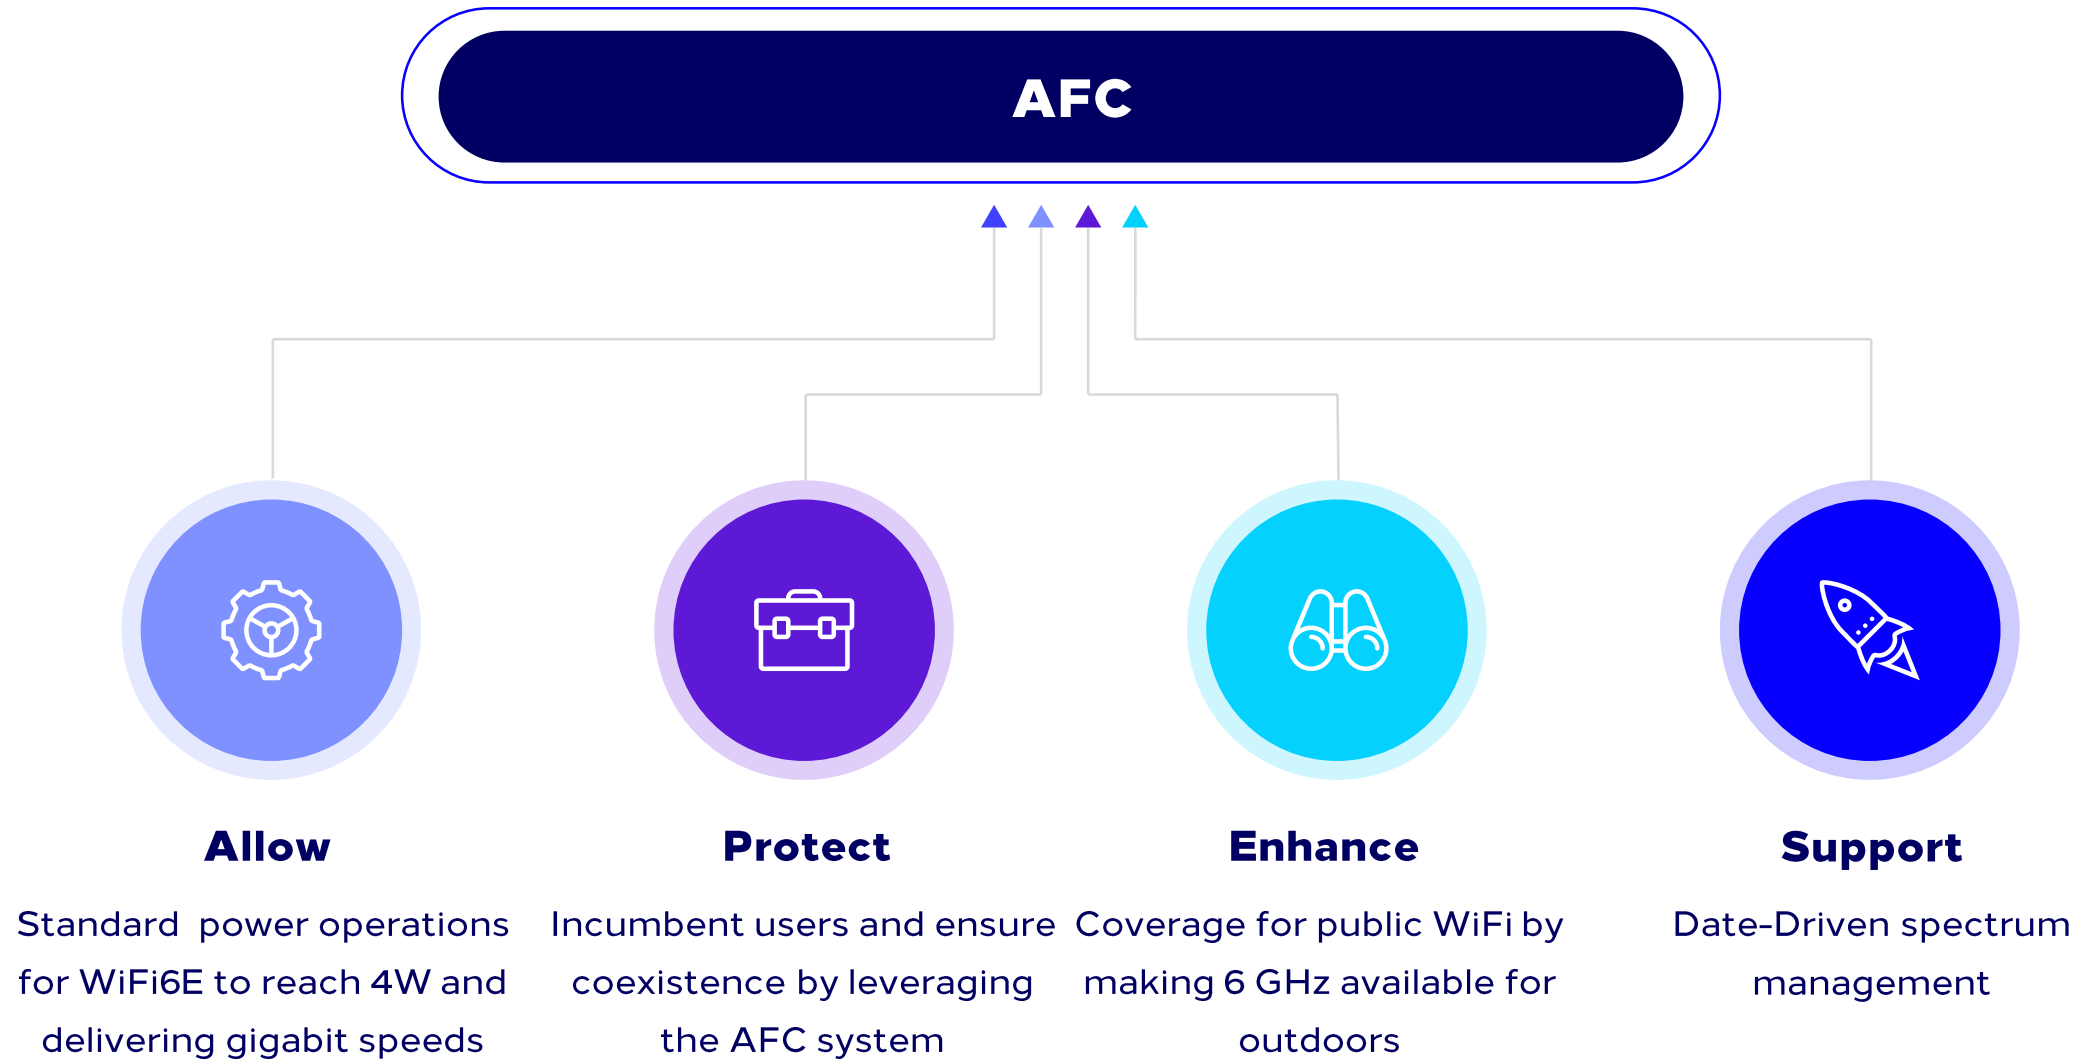 AFC
Allow
Standard power operations
for WiFi6E to reach 4W and
delivering gigabit speeds
Protect
Incumbent users and ensure
coexistence by leveraging
the AFC system
Enhance
Coverage for public WiFi by
making 6 GHz available for
outdoors
Support
Date-Driven spectrum
management